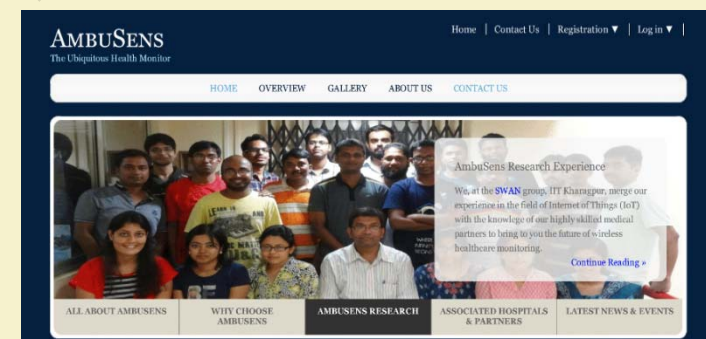 AMBUSENS
The Ubiquitous Health Monitor
Home | Contact Us | Registration ▼ | Log in ▼ |
HOME OVERVIEW GALLERY ABOUT US CONTACT US
AmbuSens Research Experience
We, at the SWAN group, IIT Kharagpur, merge our
experience in the field of Internet of Things (IoT)
with the knowlege of our highly skilled medical
partners to bring to you the future of wireless
healthcare monitoring.
Continue Reading »
ALL ABOUT AMBUSENS
WHY CHOOSE
AMBUSENS
AMBUSENS RESEARCH
ASSOCIATED HOSPITALS
& PARTNERS
LATEST NEWS & EVENTS